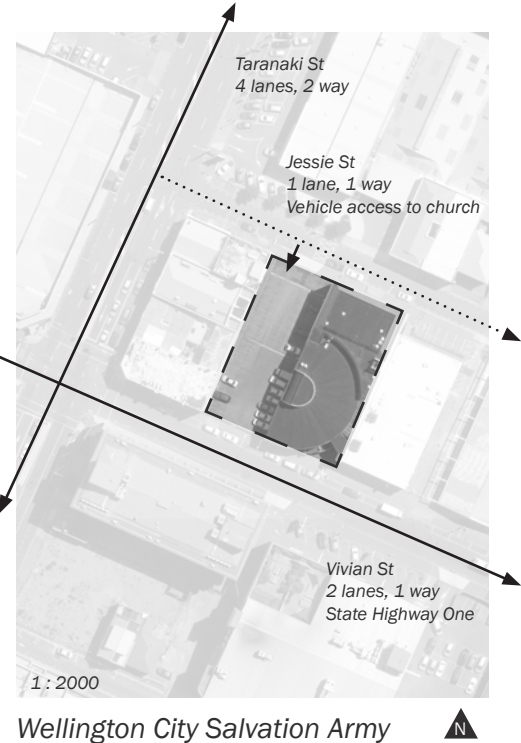 Taranaki St
4 lanes, 2 way
Jessie St
1 lane, 1 way
Vehicle access to church
Vivian St
2 lanes, 1 way
State Highway One
1 : 2000
Wellington City Salvation Army
N